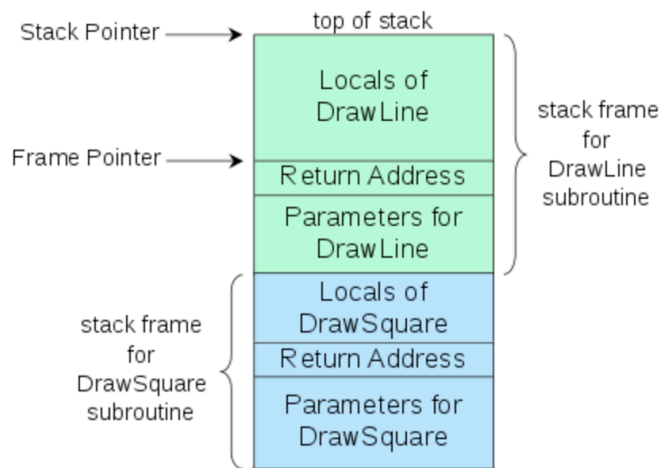 top of stack
Stack Pointer
Locals of
DrawLine
stack frame
for
DrawLine
subroutine
Frame Pointer
Return Address
Parameters for
DrawLine
Locals of
DrawSquare
stack frame
for
DrawSquare
subroutine
Return Address
Parameters for
DrawSquare